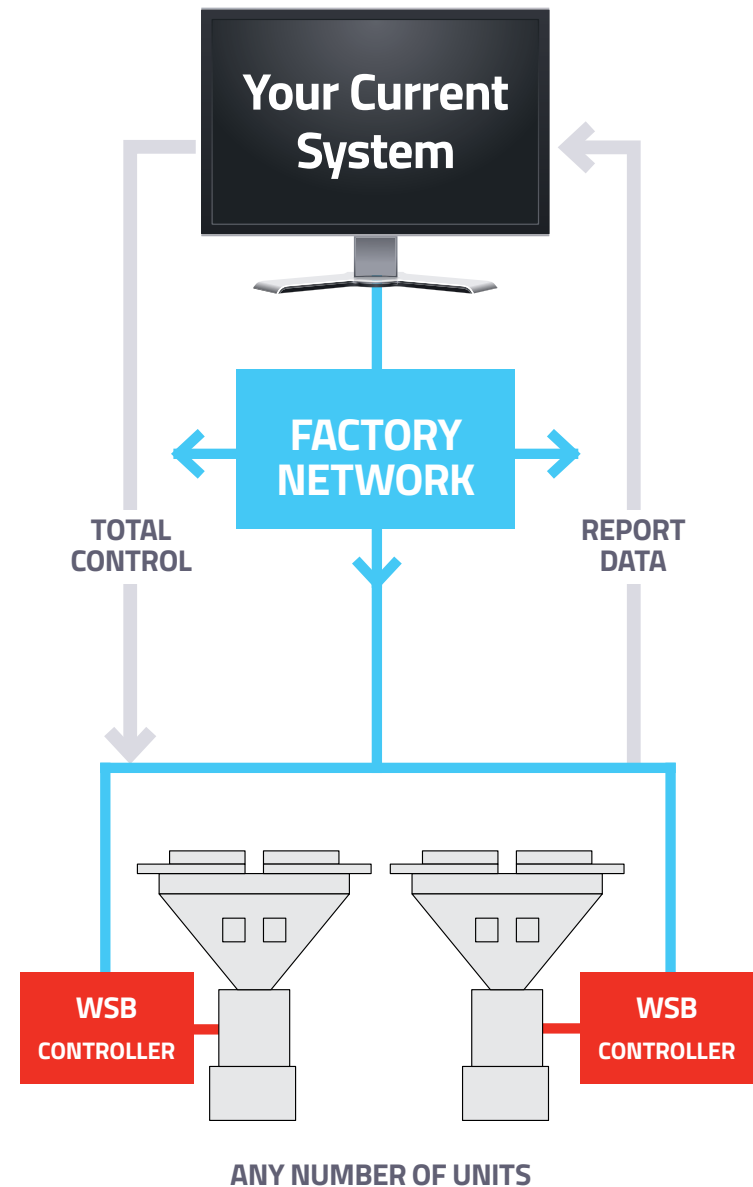 Your Current
System
FACTORY
NETWORK
TOTAL
CONTROL
REPORT
DATA
WSB
CONTROLLER
WSB
CONTROLLER
ANY NUMBER OF UNITS